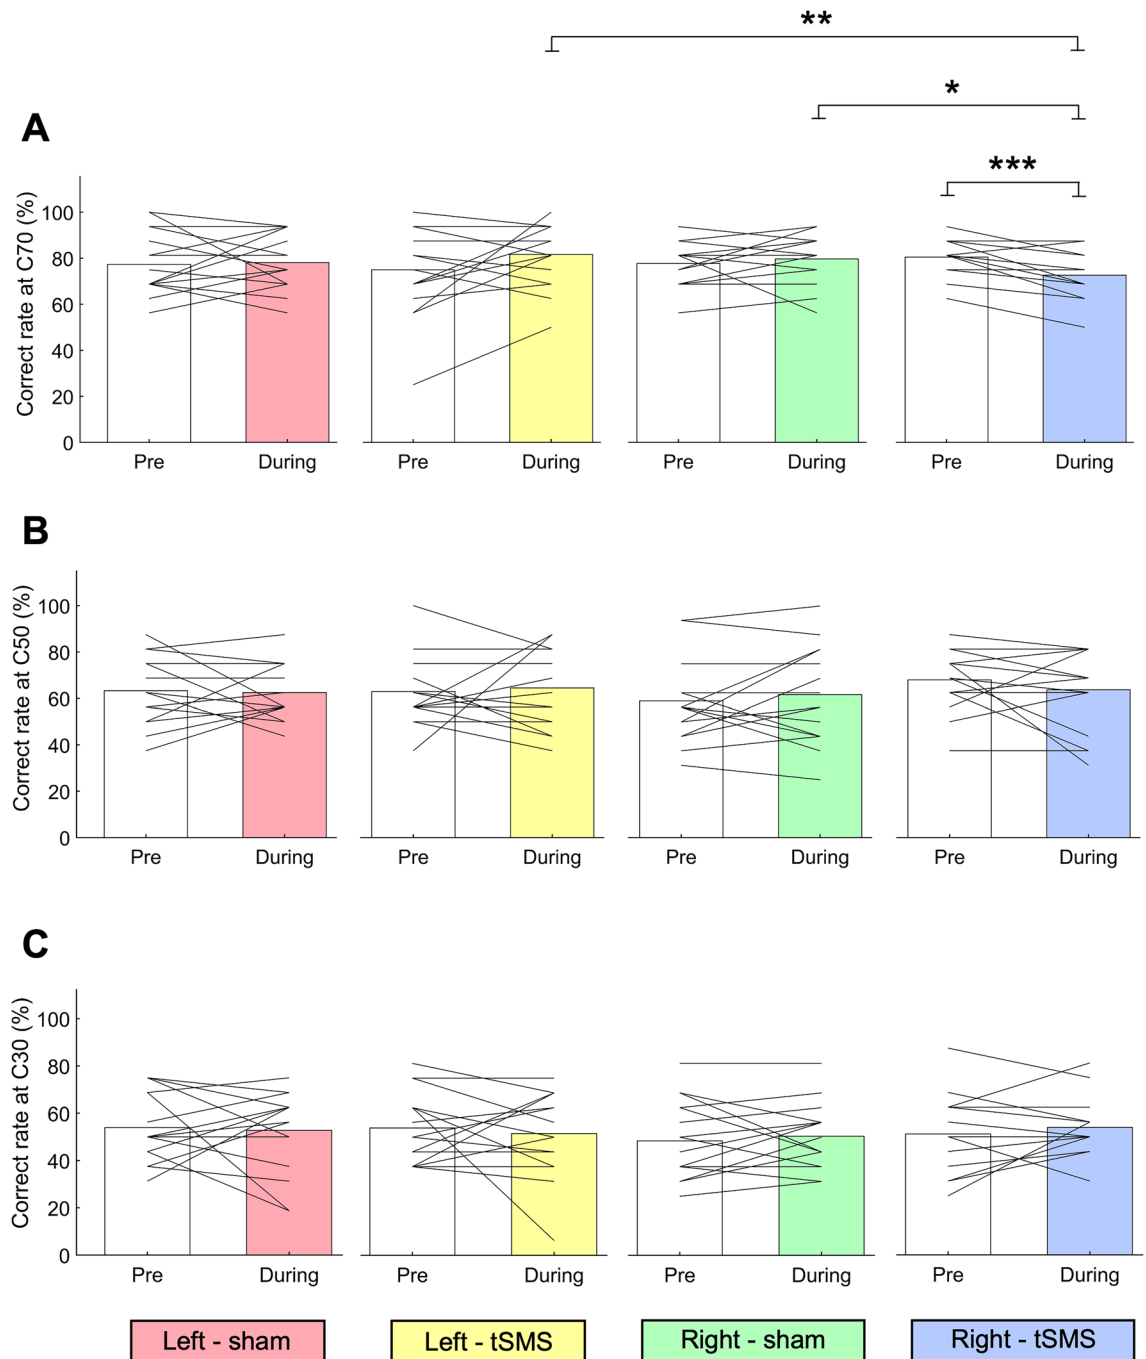 **
*
A
***
Correct rate at C70 (%)
100
80
60
40
20
0
Pre During Pre During Pre During Pre During
B
Correct rate at C50 (%)
100
80
60
40
20
0
Pre During Pre During Pre During Pre During
C
Correct rate at C30 (%)
100
80
60
40
20
0
Pre During Pre During Pre During Pre During
Left - sham Left - tSMS Right - sham Right - tSMS